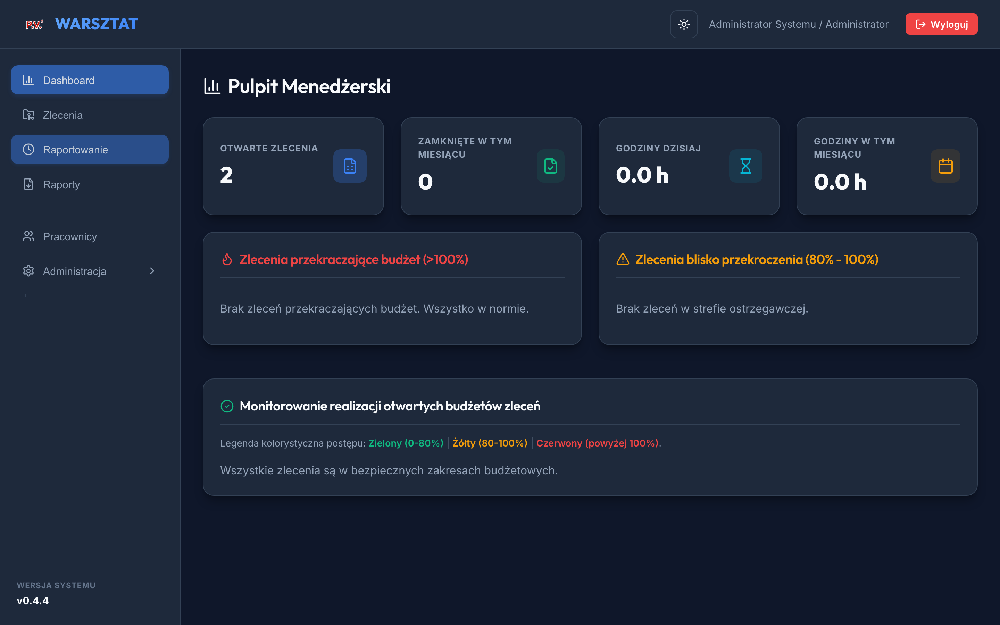 P.V.
WARSZTAT
Administrator Systemu / Administrator
Wyloguj
Dashboard
Zlecenia
Raportowanie
Raporty
Pracownicy
Administracja
WERSJA SYSTEMU
v0.4.4
Pulpit Menedżerski
OTWARTE ZLECENIA
2
ZAMKNIĘTE W TYM
MIESIĄCU
0
GODZINY DZISIAJ
0.0 h
GODZINY W TYM
MIESIĄCU
0.0 h
Zlecenia przekraczające budżet (>100%)
Brak zleceń przekraczających budżet. Wszystko w normie.
Zlecenia blisko przekroczenia (80% - 100%)
Brak zleceń w strefie ostrzegawczej.
Monitorowanie realizacji otwartych budżetów zleceń
Legenda kolorystyczna postępu: Zielony (0-80%) | Żółty (80-100%) | Czerwony (powyżej 100%).
Wszystkie zlecenia są w bezpiecznych zakresach budżetowych.